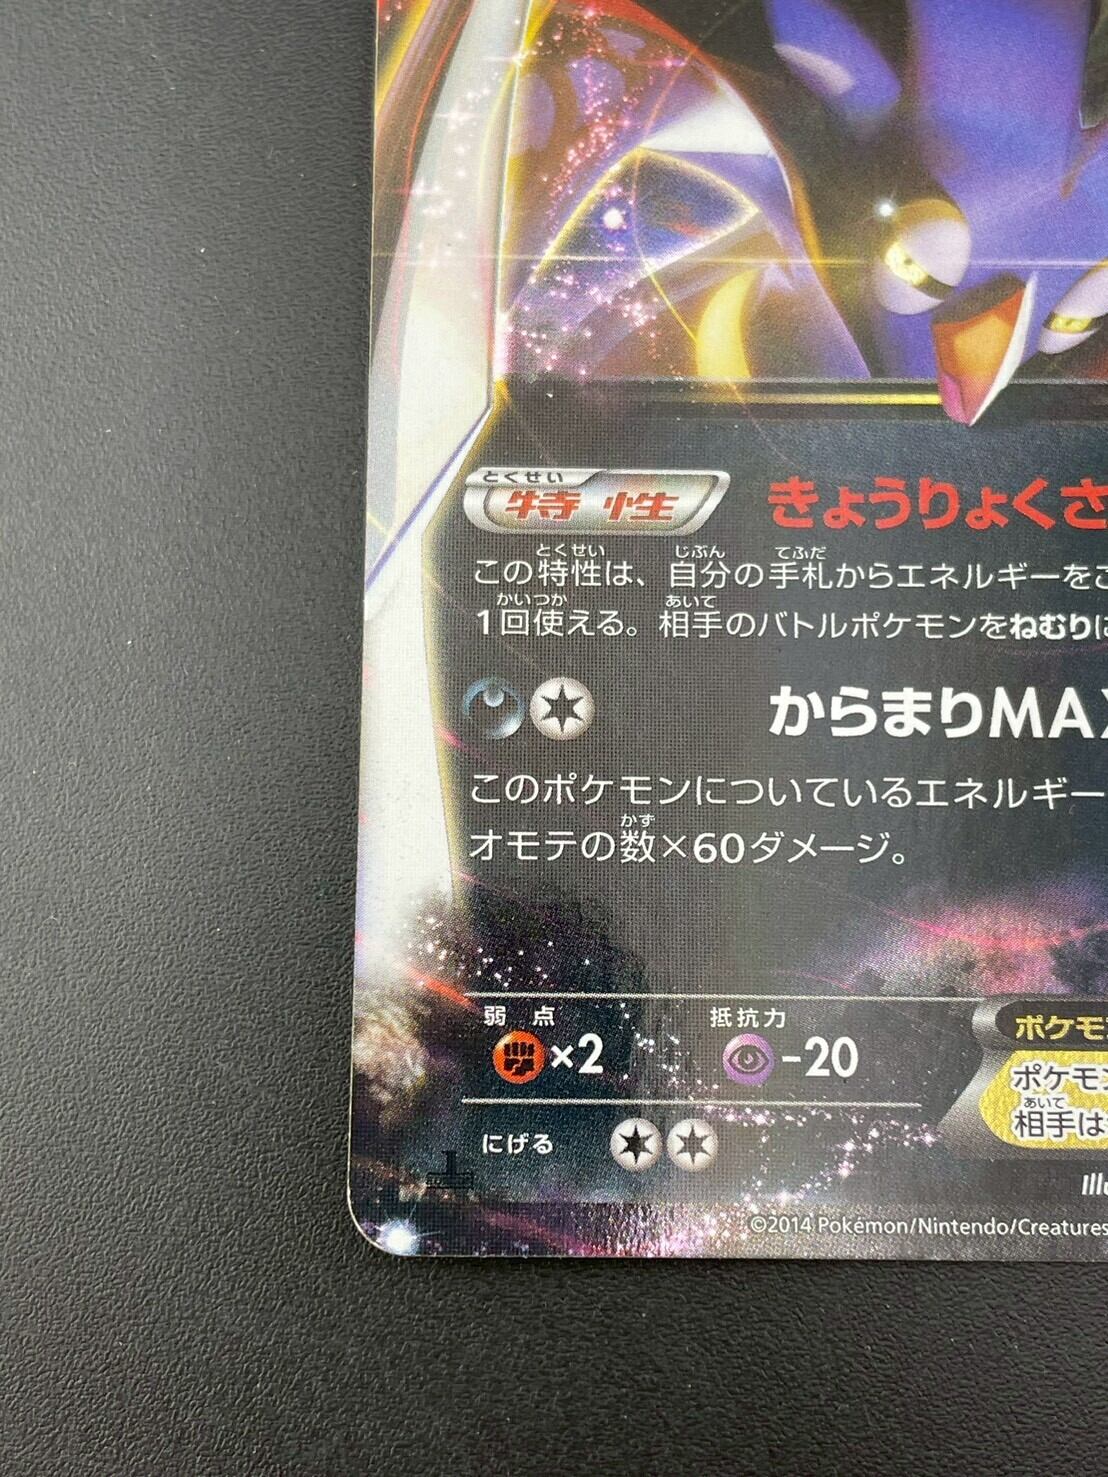 とくせい
特性 きょうりょくさ
とくせい じぶん てふだ
この特性は、自分の手札からエネルギーをこ
かいつか あいて
1回使える。相手のバトルポケモンをねむりに
からまりMAX
このポケモンについているエネルギー
かず
オモテの数×60ダメージ。
弱点 抵抗力 ポケモ
×2 -20 ポケモン
あいて
相手は
にげる
Illu
©2014 Pokémon/Nintendo/Creatures